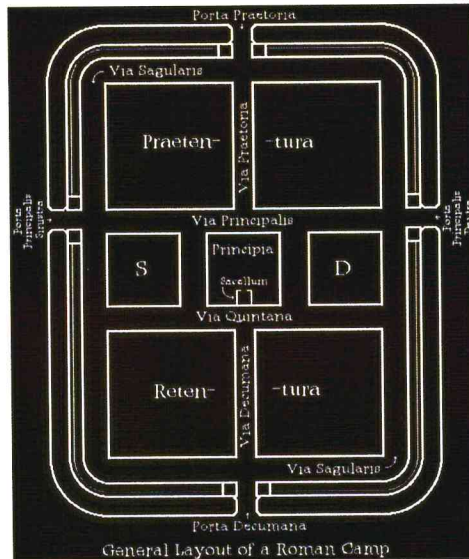 Porta Praetoria
Via Sagularis
Praeten-
Via Praetoria
-tura
Porta
Principalis
Sinistra
Via Principalis
Porta
Principalis
S
Principia
Sacellum
D
Via Quintana
Reten-
Via Decumana
-tura
Via Sagularis
Porta Decumana
General Layout of a Roman Camp